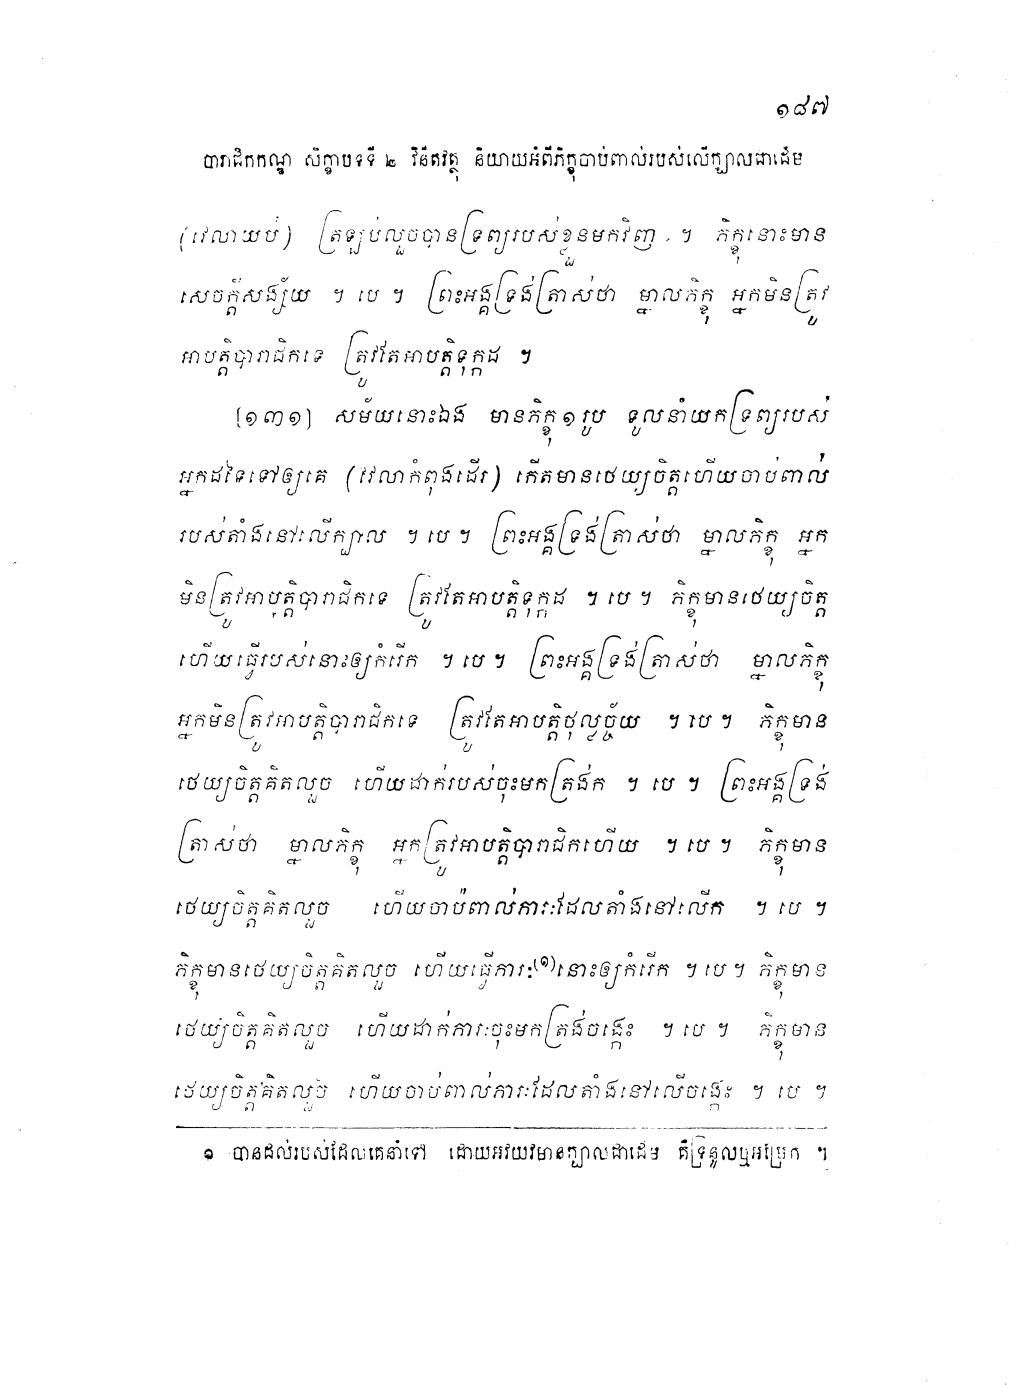 ១៨៧
បារាជិកកណ្ឌ សិក្ខាបទទី ២ វិនីតវត្ថុ និយាយអំពីភិក្ខុចាប់ពាល់របស់លើក្បាលជាដើម
(វេលាយប់) ត្រឡប់លួចបានទ្រព្យរបស់ខ្លួនមកវិញ ។ ភិក្ខុនោះមាន
សេចក្តីសង្ស័យ ។ បេ ។ ព្រះអង្គទ្រង់ត្រាស់ថា ម្នាលភិក្ខុ អ្នកមិនត្រូវ
អាបត្តិបារាជិកទេ ត្រូវតែអាបត្តិទុក្កដ ។
[១៣១] សម័យនោះឯង មានភិក្ខុ១រូប ទូលនាំយកទ្រព្យរបស់
អ្នកដទៃទៅឲ្យគេ (វេលាកំពុងដើរ) កើតមានថេយ្យចិត្តហើយចាប់ពាល់
របស់តាំងនៅលើក្បាល ។ បេ ។ ព្រះអង្គទ្រង់ត្រាស់ថា ម្នាលភិក្ខុ អ្នក
មិនត្រូវអាបត្តិបារាជិកទេ ត្រូវតែអាបត្តិទុក្កដ ។ បេ ។ ភិក្ខុមានថេយ្យចិត្ត
ហើយធ្វើរបស់នោះឲ្យកំរើក ។ បេ ។ ព្រះអង្គទ្រង់ត្រាស់ថា ម្នាលភិក្ខុ
អ្នកមិនត្រូវអាបត្តិបារាជិកទេ ត្រូវតែអាបត្តិថុល្លច្ច័យ ។ បេ ។ ភិក្ខុមាន
ថេយ្យចិត្តគិតលួច ហើយដាក់របស់ចុះមកត្រង់ក ។ បេ ។ ព្រះអង្គទ្រង់
ត្រាស់ថា ម្នាលភិក្ខុ អ្នកត្រូវអាបត្តិបារាជិកហើយ ។ បេ ។ ភិក្ខុមាន
ថេយ្យចិត្តគិតលួច ហើយចាប់ពាល់ភារៈដែលតាំងនៅលើក ។ បេ ។
ភិក្ខុមានថេយ្យចិត្តគិតលួច ហើយធ្វើភារៈ(១)នោះឲ្យកំរើក ។ បេ ។ ភិក្ខុមាន
ថេយ្យចិត្តគិតលួច ហើយដាក់ភារៈចុះមកត្រង់ចង្កេះ ។ បេ ។ ភិក្ខុមាន
ថេយ្យចិត្តគិតលួច ហើយចាប់ពាល់ភារៈដែលតាំងនៅលើចង្កេះ ។ បេ ។
១ បានដល់របស់ដែលគេនាំទៅ ដោយអវយវមានក្បាលជាដើម គឺទ្រនួលឬអម្រែក ។